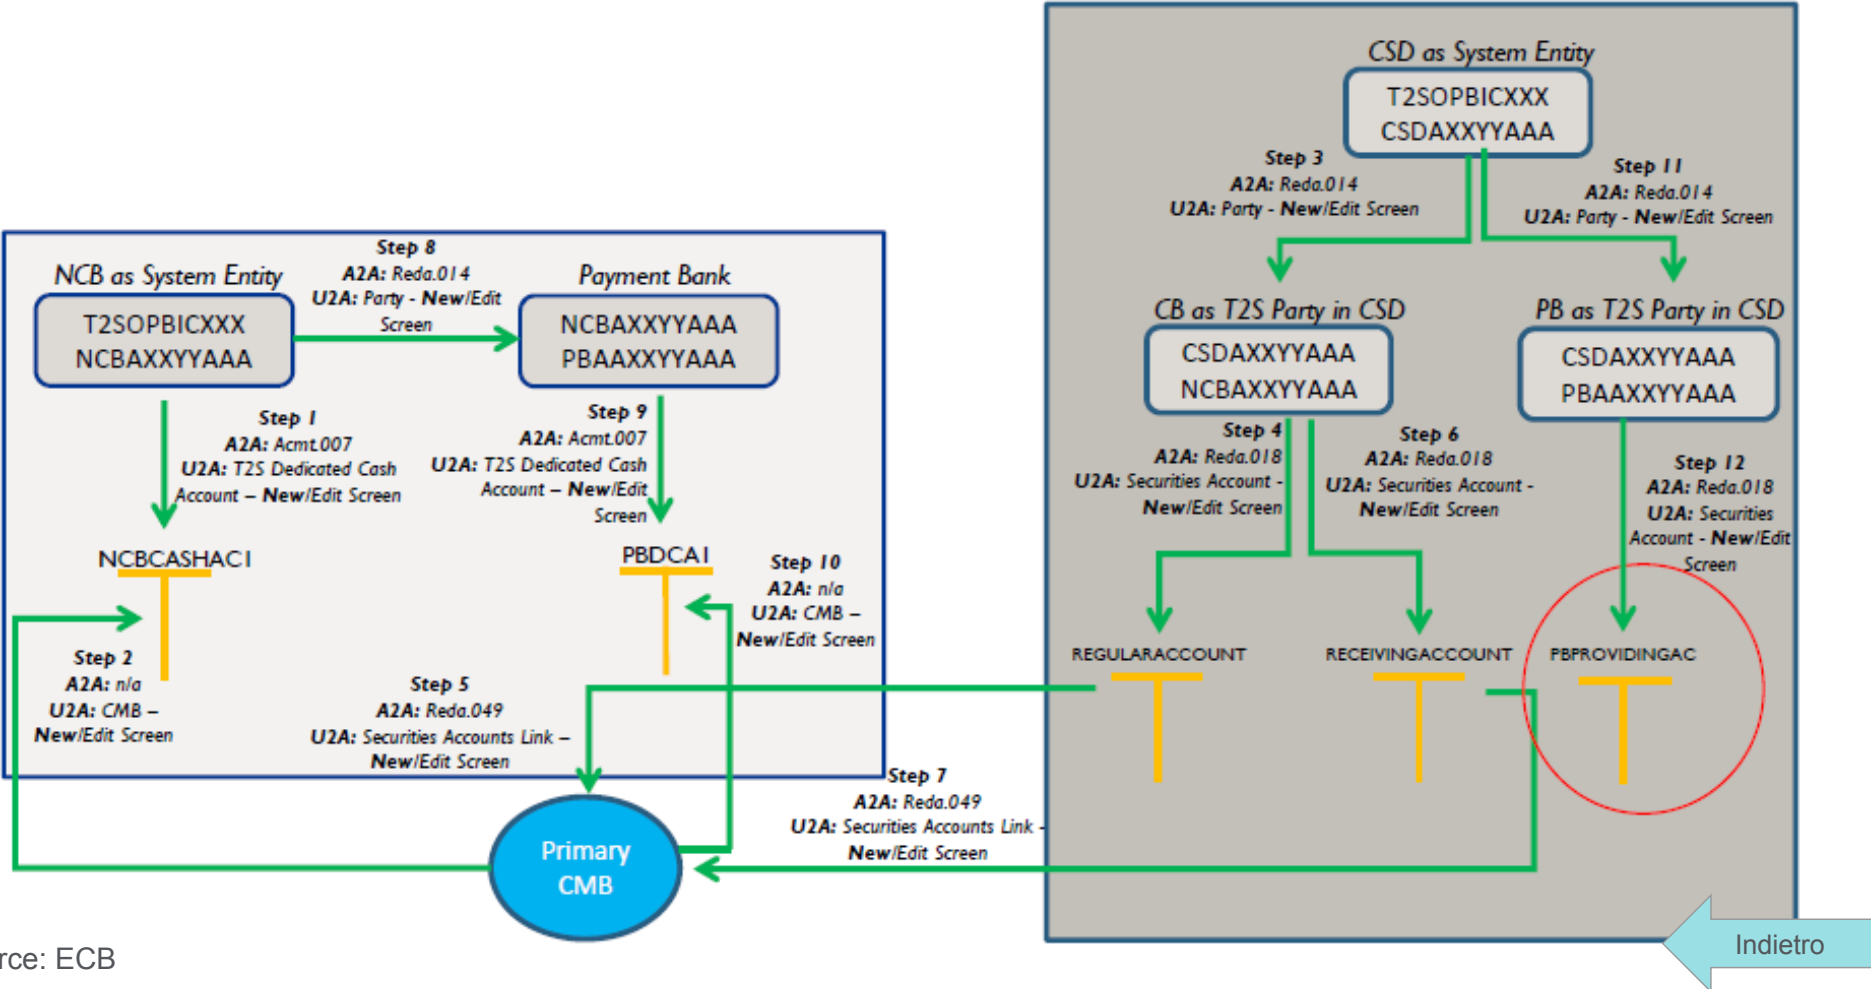 CSD as System Entity
T2SOPBICXXX
CSDAXXYYAAA
Step 3
A2A: Reda.014
U2A: Party - New/Edit Screen
Step 11
A2A: Reda.014
U2A: Party - New/Edit Screen
NCB as System Entity
T2SOPBICXXX
NCBAXXYYAAA
Step 8
A2A: Reda.014
U2A: Party - New/Edit
Screen
Payment Bank
NCBAXXYYAAA
PBAAXXYYAAA
CB as T2S Party in CSD
CSDAXXYYAAA
NCBAXXYYAAA
PB as T2S Party in CSD
CSDAXXYYAAA
PBAAXXYYAAA
Step 1
A2A: Acmt.007
U2A: T2S Dedicated Cash
Account – New/Edit Screen
Step 9
A2A: Acmt.007
U2A: T2S Dedicated Cash
Account – New/Edit
Screen
Step 4
A2A: Reda.018
U2A: Securities Account -
New/Edit Screen
Step 6
A2A: Reda.018
U2A: Securities Account -
New/Edit Screen
Step 12
A2A: Reda.018
U2A: Securities
Account - New/Edit
Screen
NCBCASHAC1
PBDCA1
Step 10
A2A: n/a
U2A: CMB –
New/Edit Screen
REGULARACCOUNT
RECEIVINGACCOUNT
PBPROVIDINGAC
Step 2
A2A: n/a
U2A: CMB –
New/Edit Screen
Step 5
A2A: Reda.049
U2A: Securities Accounts Link –
New/Edit Screen
Step 7
A2A: Reda.049
U2A: Securities Accounts Link -
New/Edit Screen
Primary
CMB
Indietro
rce: ECB